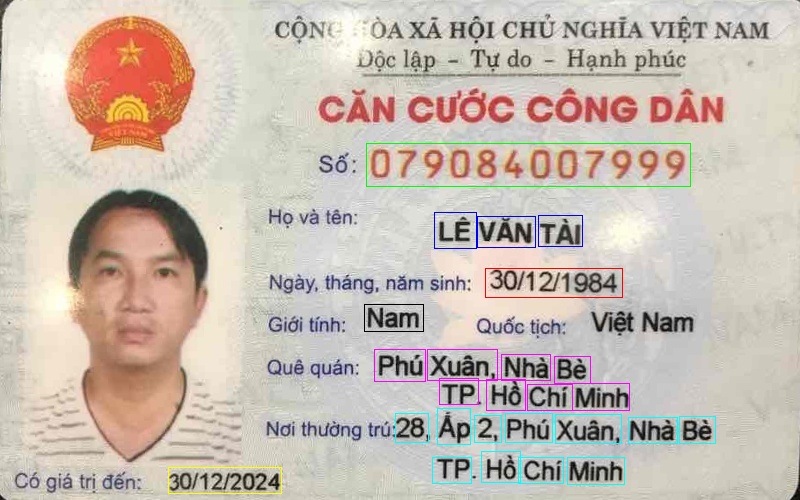 CỘNG HÒA XÃ HỘI CHỦ NGHĨA VIỆT NAM
Độc lập - Tự do - Hạnh phúc
CĂN CƯỚC CÔNG DÂN
Số: 079084007999
Họ và tên: LÊ VĂN TÀI
Ngày, tháng, năm sinh: 30/12/1984
Giới tính: Nam Quốc tịch: Việt Nam
Quê quán: Phú Xuân, Nhà Bè
TP. Hồ Chí Minh
Nơi thường trú: 28, Ấp 2, Phú Xuân, Nhà Bè
TP. Hồ Chí Minh
Có giá trị đến: 30/12/2024